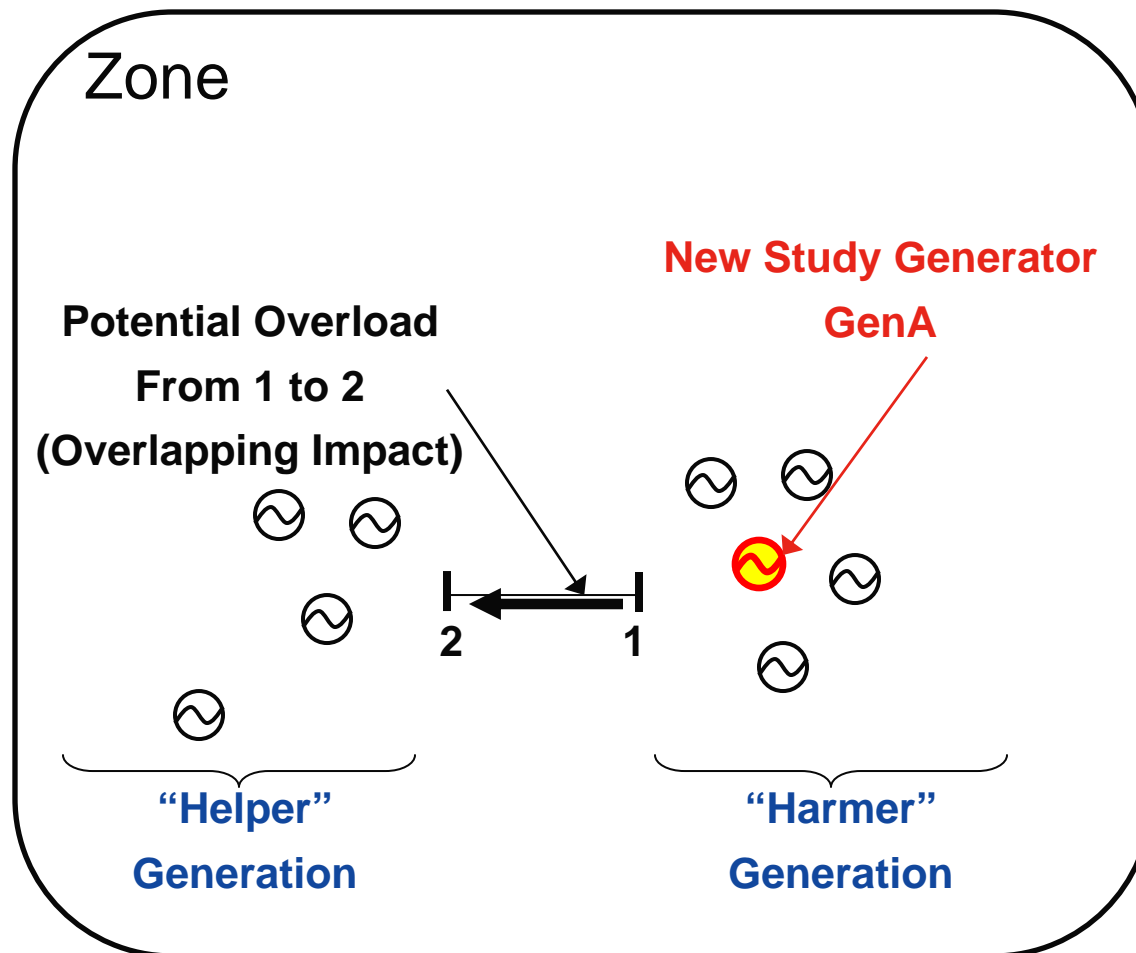 Zone
New Study Generator
GenA
Potential Overload
From 1 to 2
(Overlapping Impact)
2
1
“Helper”
Generation
“Harmer”
Generation